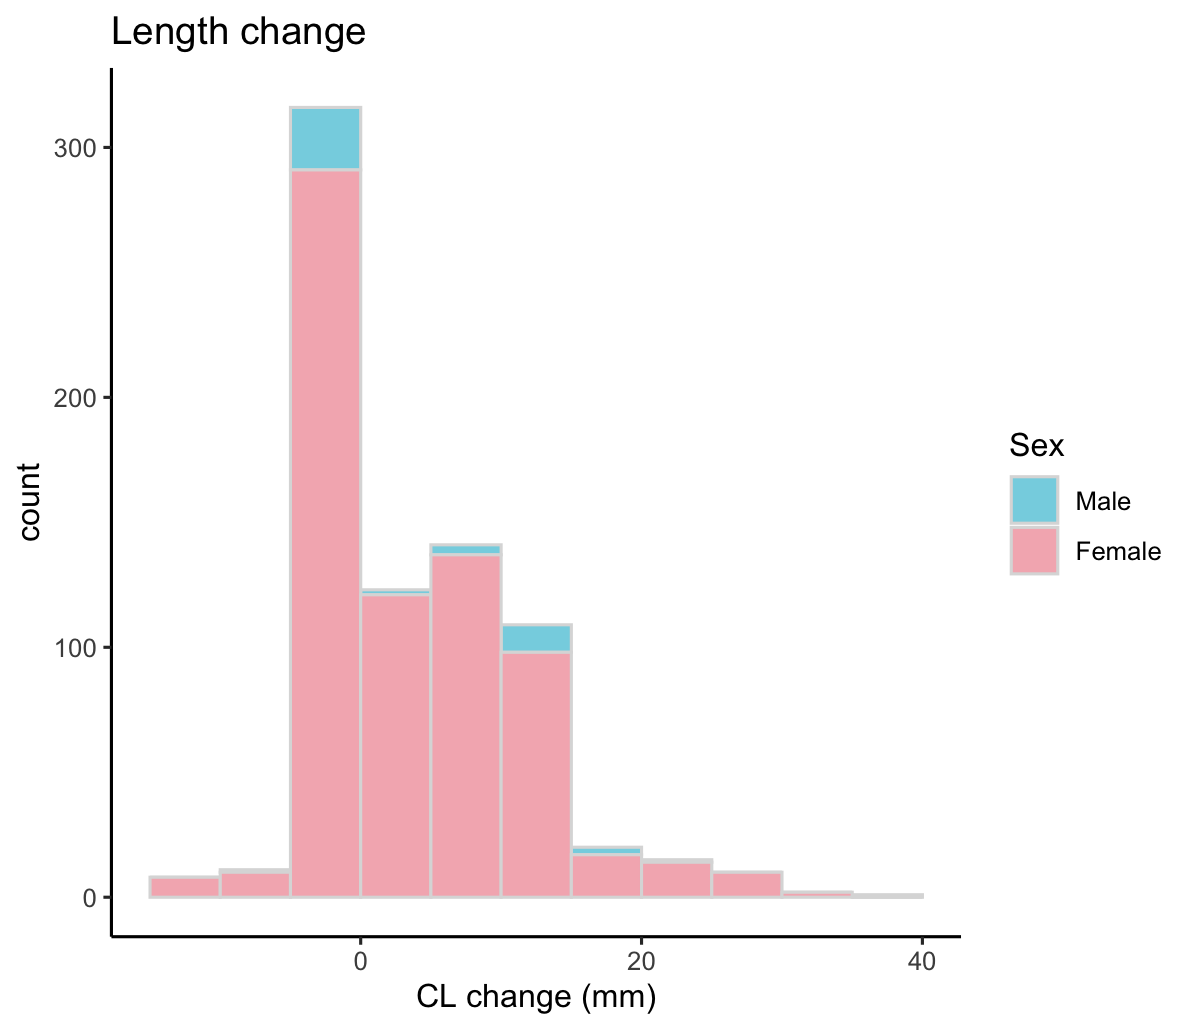 Length change
300
200
100
0
count
0 20 40
CL change (mm)
Sex
Male
Female